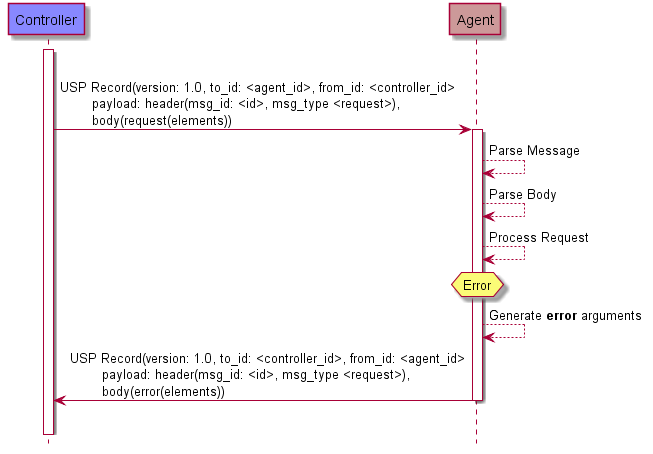 Controller
Agent
USP Record(version: 1.0, to_id: <agent_id>, from_id: <controller_id>
payload: header(msg_id: <id>, msg_type <request>),
body(request(elements))
Parse Message
Parse Body
Process Request
Error
Generate error arguments
USP Record(version: 1.0, to_id: <controller_id>, from_id: <agent_id>
payload: header(msg_id: <id>, msg_type <request>),
body(error(elements))